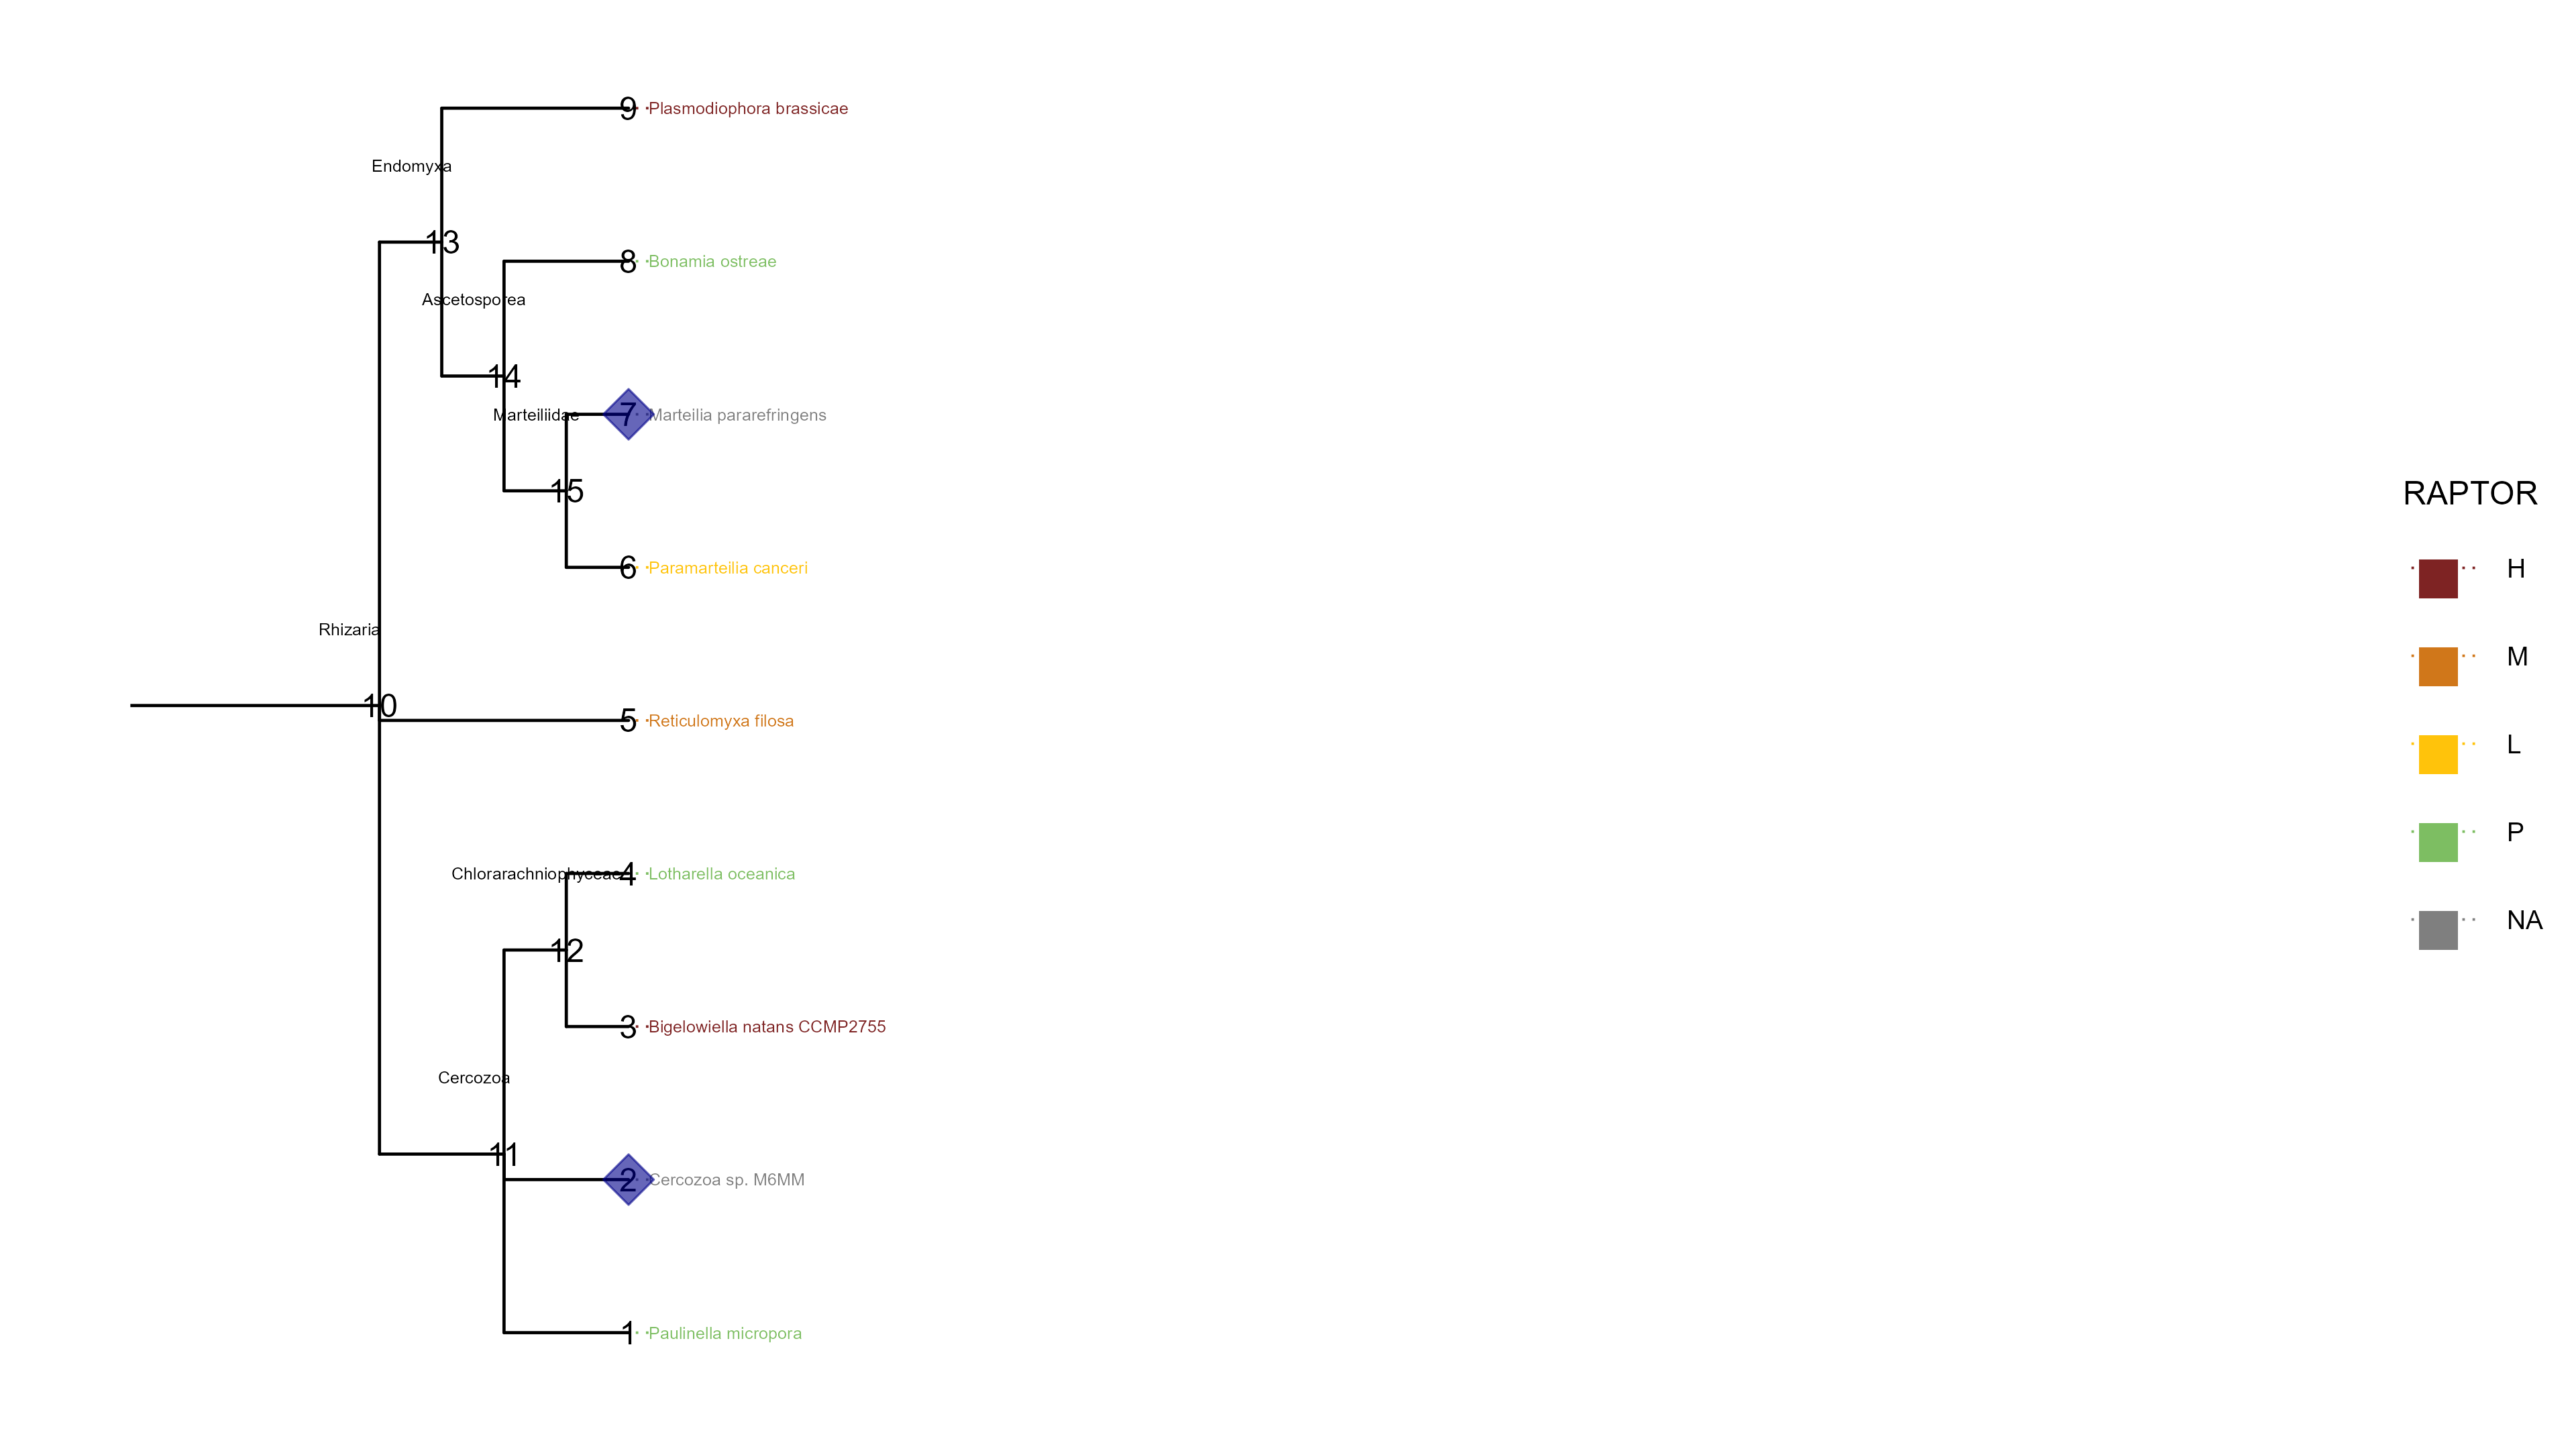 9 Plasmodiophora brassicae
Endomyxa
13
8 Bonamia ostreae
Ascetosporea
14
Marteiliidae 7 Marteilia pararefringens
15
RAPTOR
6 Paramarteilia canceri
H
Rhizaria
M
10
5 Reticulomyxa filosa
L
P
Chlorarachniophyceae 4 Lotharella oceanica
NA
12
3 Bigelowiella natans CCMP2755
Cercozoa
11
2 Cercozoa sp. M6MM
1 Paulinella micropora